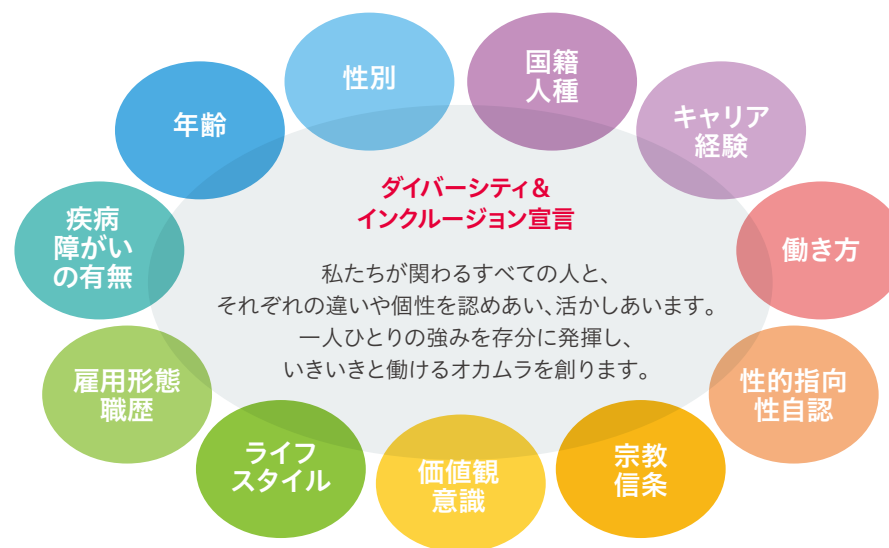 性別
国籍
人種
キャリア
経験
働き方
性的指向
性自認
宗教
信条
価値観
意識
ライフ
スタイル
雇用形態
職歴
疾病
障がい
の有無
年齢
ダイバーシティ&
インクルージョン宣言
私たちが関わるすべての人と、
それぞれの違いや個性を認めあい、活かしあいます。
一人ひとりの強みを存分に発揮し、
いきいきと働けるオカムラを創ります。